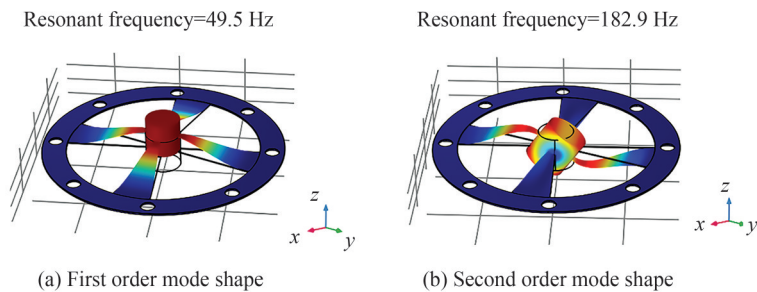 Resonant frequency=49.5 Hz
Resonant frequency=182.9 Hz
z
x
y
z
x
y
(a) First order mode shape
(b) Second order mode shape